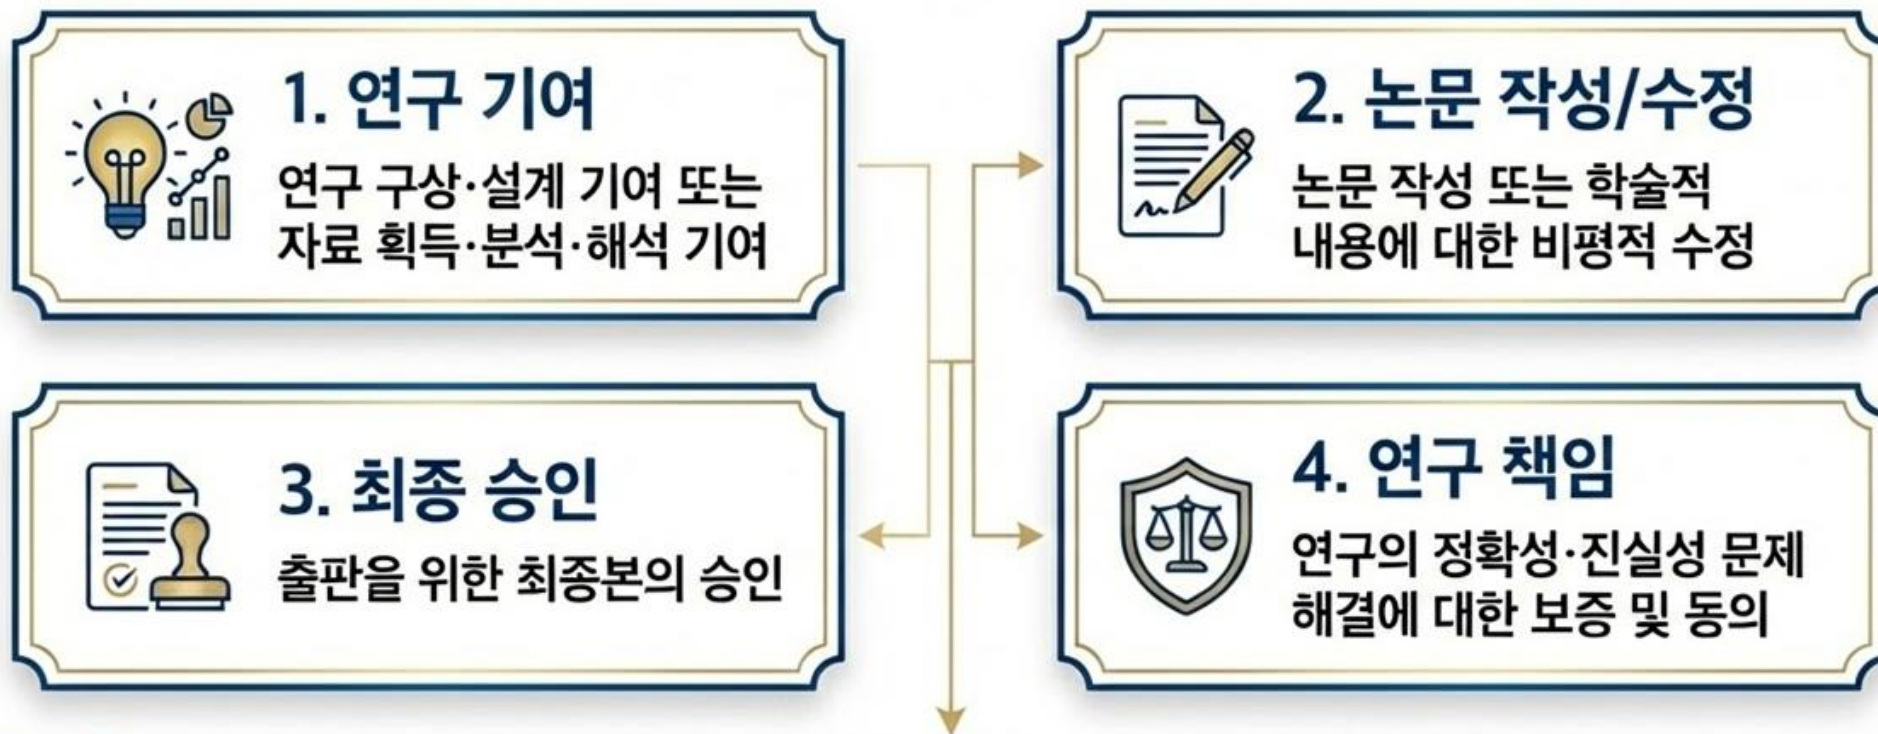 1. 연구 기여
연구 구상·설계 기여 또는
자료 획득·분석·해석 기여
2. 논문 작성/수정
논문 작성 또는 학술적
내용에 대한 비평적 수정
3. 최종 승인
출판을 위한 최종본의 승인
4. 연구 책임
연구의 정확성·진실성 문제
해결에 대한 보증 및 동의